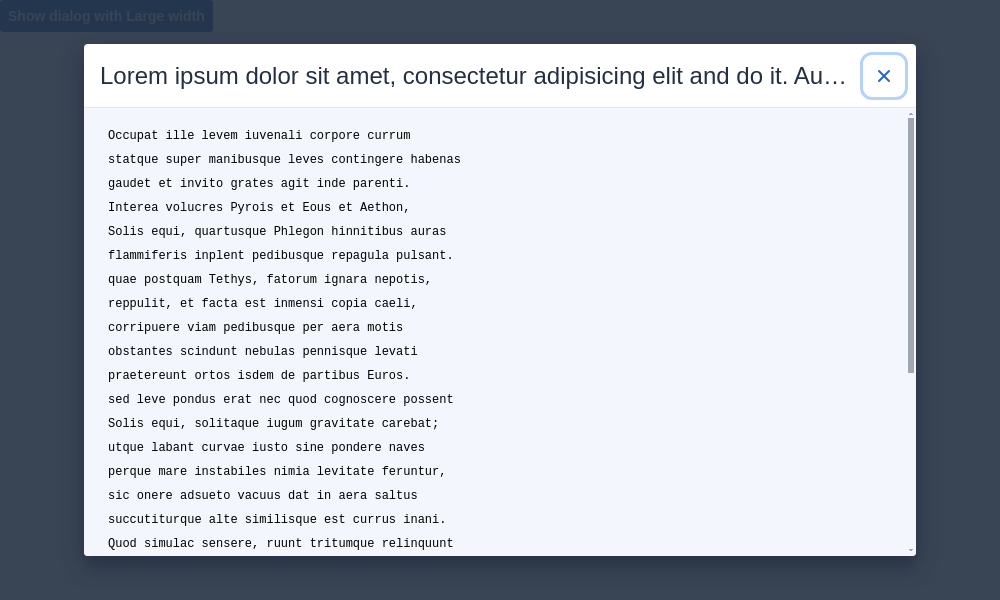 Show dialog with Large width
Lorem ipsum dolor sit amet, consectetur adipisicing elit and do it. Au…
Occupat ille levem iuvenali corpore currum
statque super manibusque leves contingere habenas
gaudet et invito grates agit inde parenti.
Interea volucres Pyrois et Eous et Aethon,
Solis equi, quartusque Phlegon hinnitibus auras
flammiferis inplent pedibusque repagula pulsant.
quae postquam Tethys, fatorum ignara nepotis,
reppulit, et facta est inmensi copia caeli,
corripuere viam pedibusque per aera motis
obstantes scindunt nebulas pennisque levati
praetereunt ortos isdem de partibus Euros.
sed leve pondus erat nec quod cognoscere possent
Solis equi, solitaque iugum gravitate carebat;
utque labant curvae iusto sine pondere naves
perque mare instabiles nimia levitate feruntur,
sic onere adsueto vacuus dat in aera saltus
succutiturque alte similisque est currus inani.
Quod simulac sensere, ruunt tritumque relinquunt